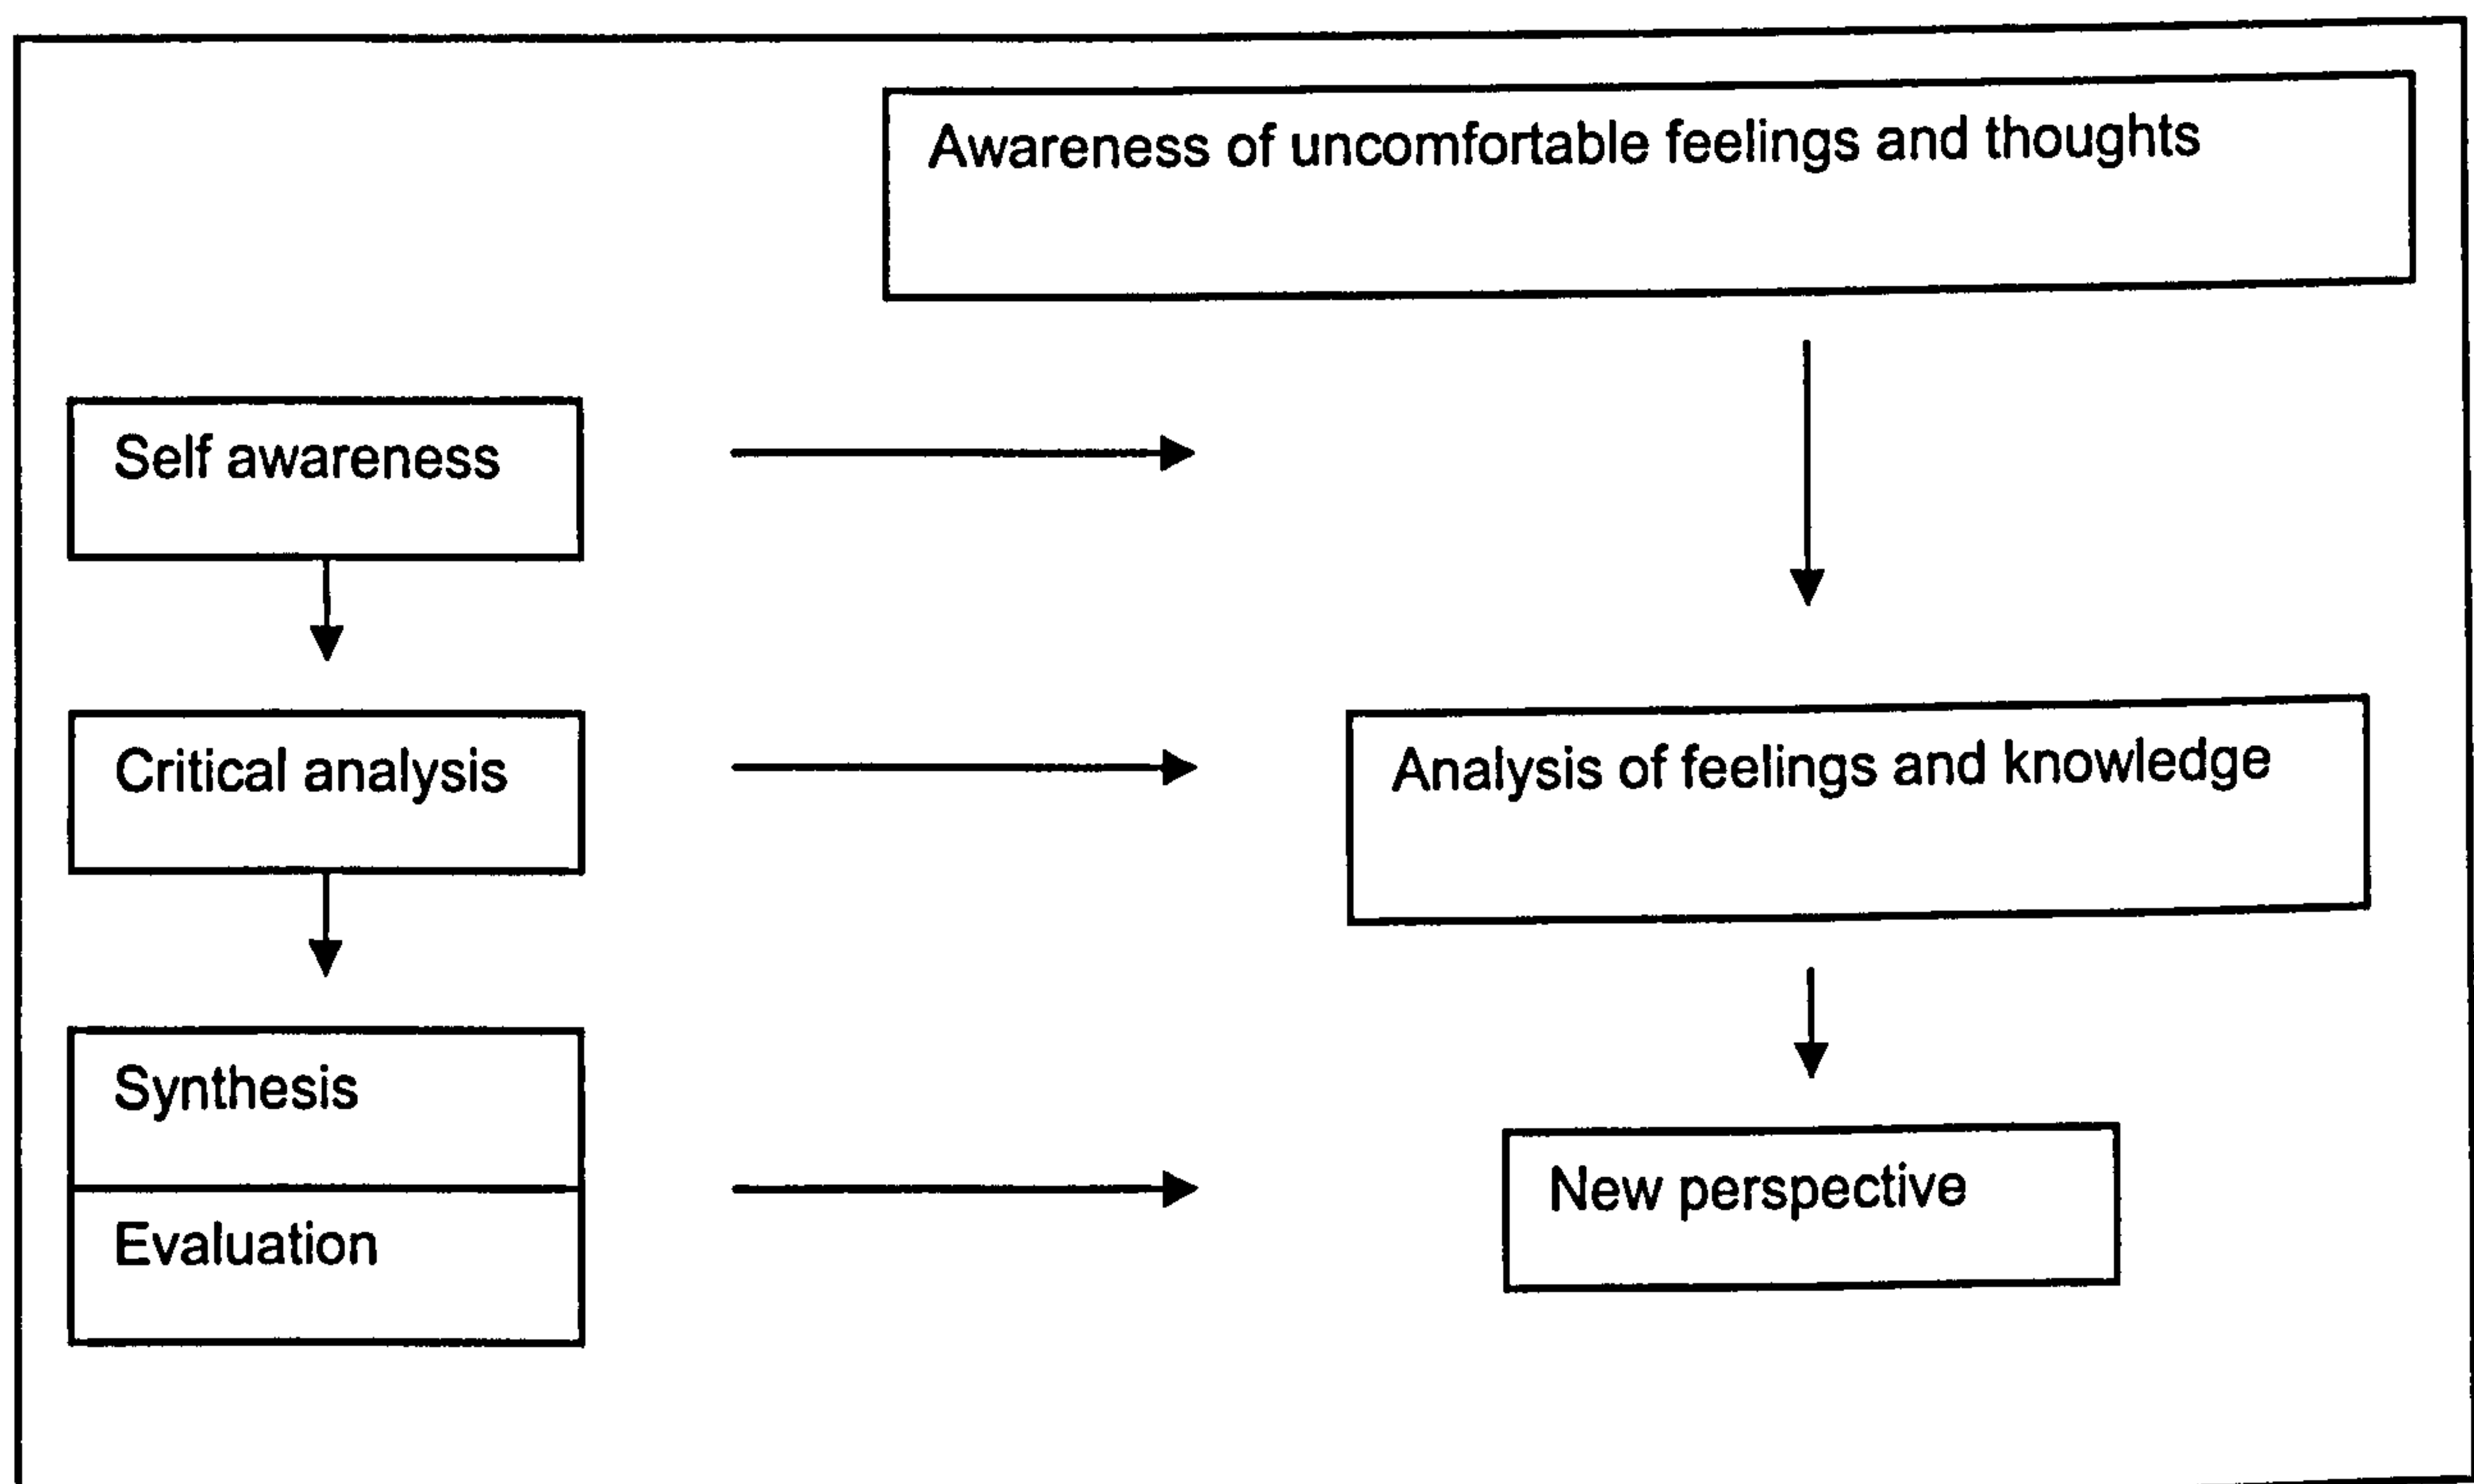 Awareness of uncomfortable feelings and thoughts
Self awareness
Critical analysis
Analysis of feelings and knowledge
Synthesis
New perspective
Evaluation